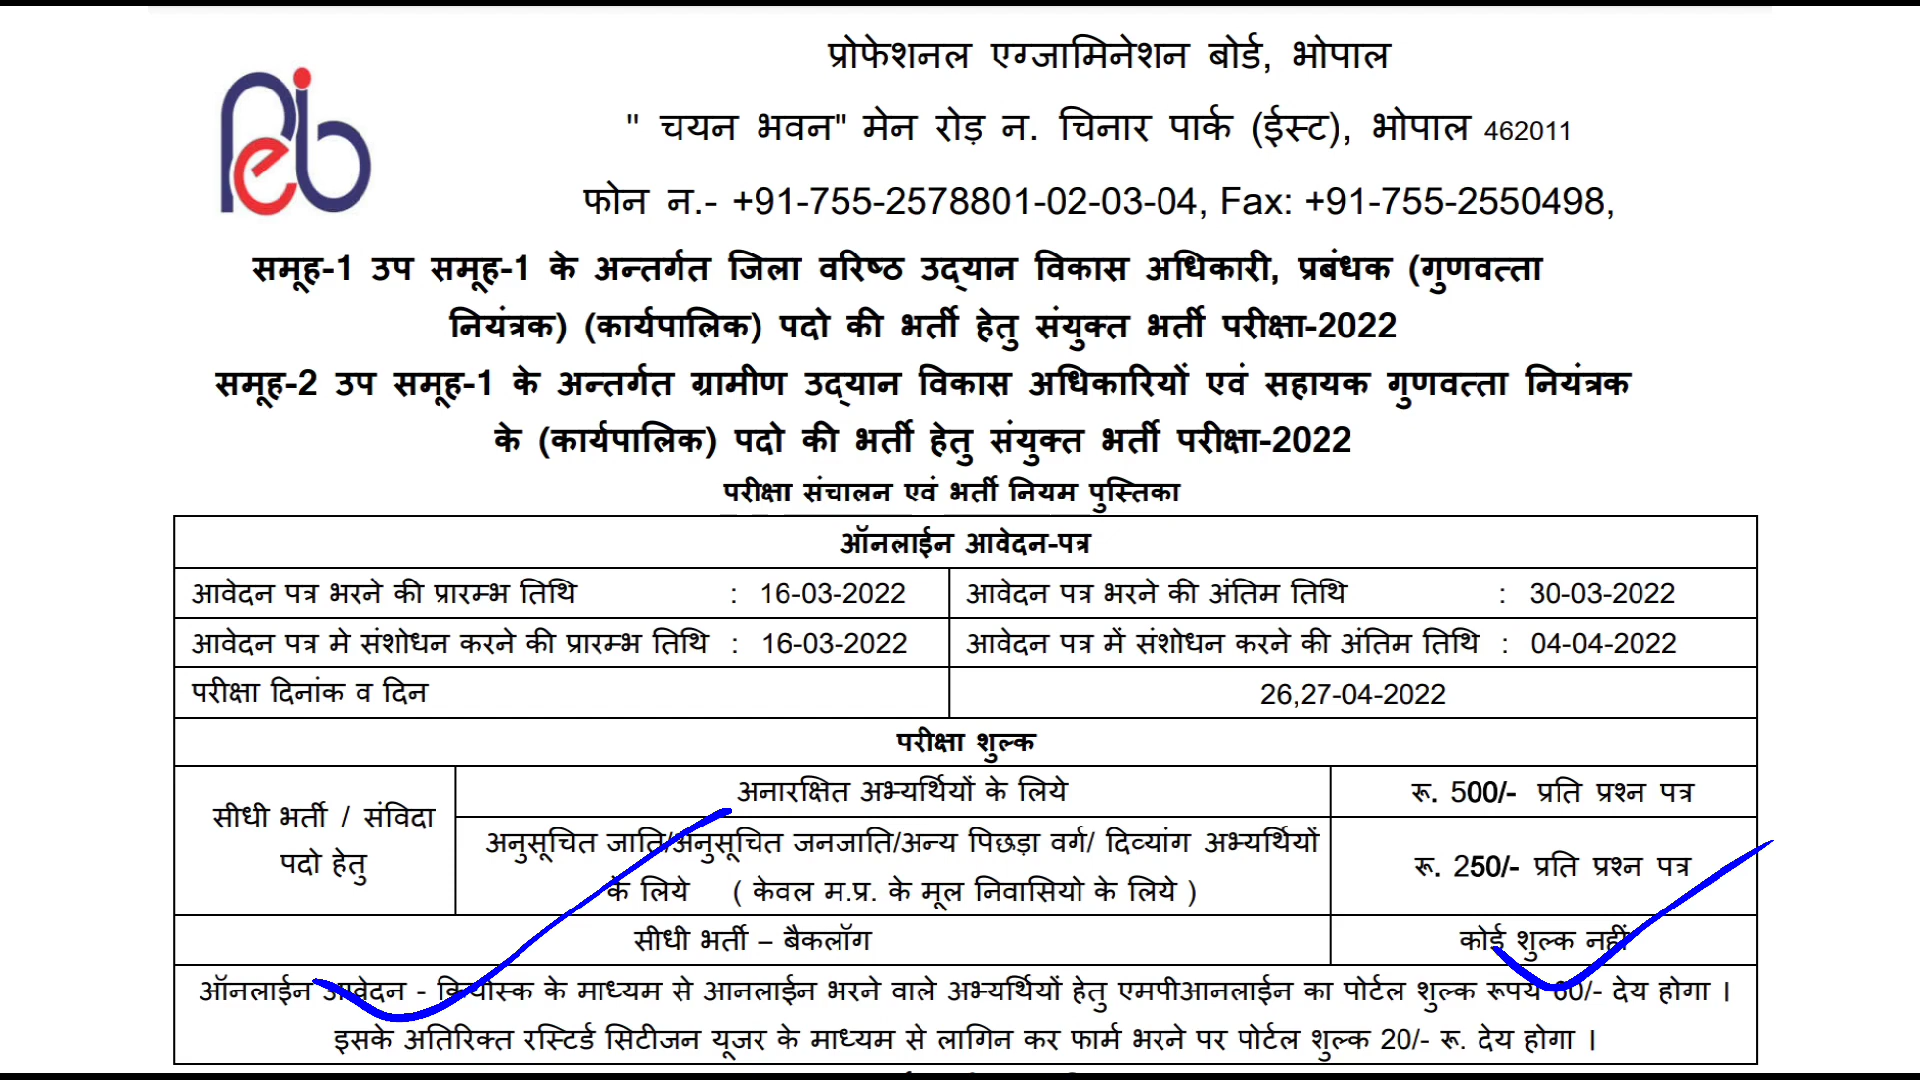 Peb
प्रोफेशनल एग्जामिनेशन बोर्ड, भोपाल
" चयन भवन" मेन रोड़ न. चिनार पार्क (ईस्ट), भोपाल 462011
फोन न.- +91-755-2578801-02-03-04, Fax: +91-755-2550498,
समूह-1 उप समूह-1 के अन्तर्गत जिला वरिष्ठ उद्यान विकास अधिकारी, प्रबंधक (गुणवत्ता
नियंत्रक) (कार्यपालिक) पदो की भर्ती हेतु संयुक्त भर्ती परीक्षा-2022
समूह-2 उप समूह-1 के अन्तर्गत ग्रामीण उद्यान विकास अधिकारियों एवं सहायक गुणवत्ता नियंत्रक
के (कार्यपालिक) पदो की भर्ती हेतु संयुक्त भर्ती परीक्षा-2022
परीक्षा संचालन एवं भर्ती नियम पुस्तिका
ऑनलाईन आवेदन-पत्र
आवेदन पत्र भरने की प्रारम्भ तिथि : 16-03-2022 आवेदन पत्र भरने की अंतिम तिथि : 30-03-2022
आवेदन पत्र मे संशोधन करने की प्रारम्भ तिथि : 16-03-2022 आवेदन पत्र में संशोधन करने की अंतिम तिथि : 04-04-2022
परीक्षा दिनांक व दिन 26,27-04-2022
परीक्षा शुल्क
सीधी भर्ती / संविदा
पदो हेतु
अनारक्षित अभ्यर्थियों के लिये रू. 500/- प्रति प्रश्न पत्र
अनुसूचित जाति/अनुसूचित जनजाति/अन्य पिछड़ा वर्ग/ दिव्यांग अभ्यर्थियों
के लिये ( केवल म.प्र. के मूल निवासियो के लिये )
रू. 250/- प्रति प्रश्न पत्र
सीधी भर्ती – बैकलॉग कोई शुल्क नहीं
ऑनलाईन आवेदन - कियोस्क के माध्यम से आनलाईन भरने वाले अभ्यर्थियों हेतु एमपीआनलाईन का पोर्टल शुल्क रूपये 60/- देय होगा ।
इसके अतिरिक्त रस्टिर्ड सिटीजन यूजर के माध्यम से लागिन कर फार्म भरने पर पोर्टल शुल्क 20/- रू. देय होगा ।